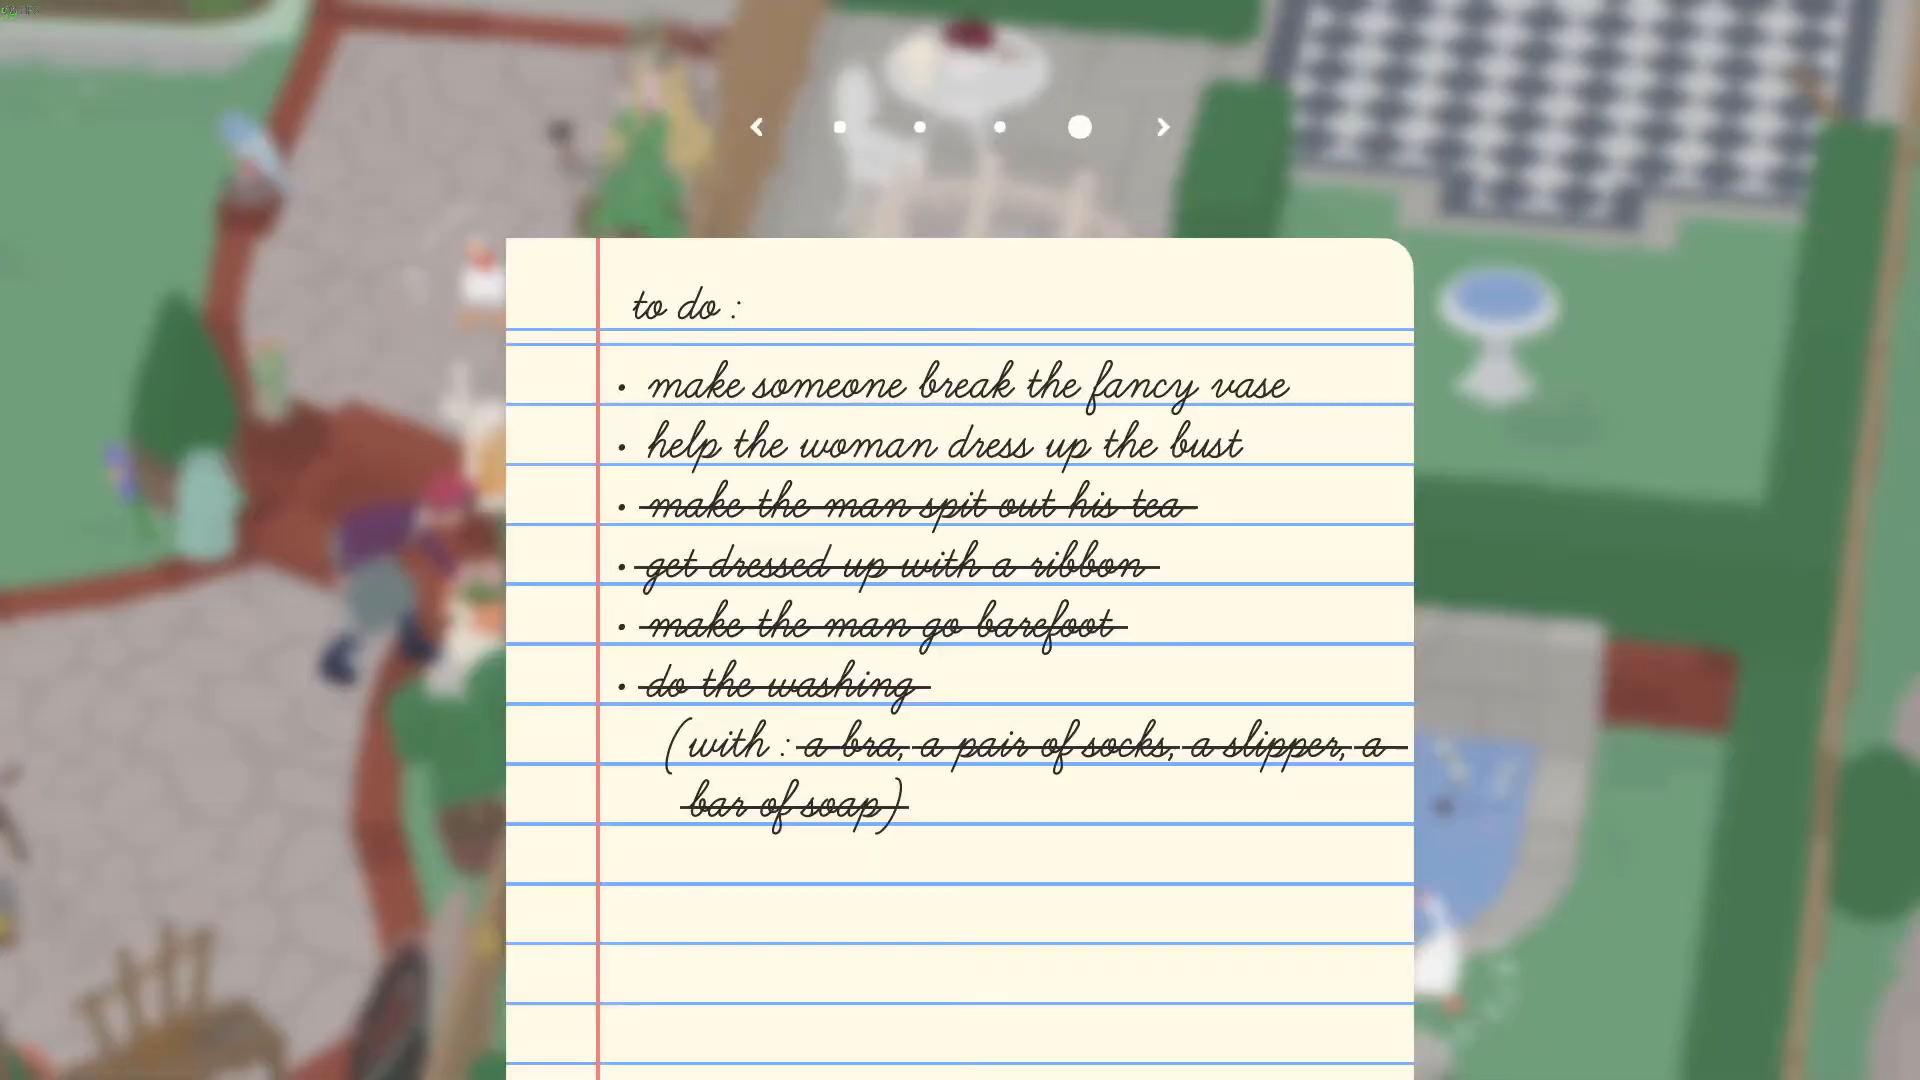 to do :
• make someone break the fancy vase
• help the woman dress up the bust
• make the man spit out his tea
• get dressed up with a ribbon
• make the man go barefoot
• do the washing
(with : a bra, a pair of socks, a slipper, a
bar of soap)